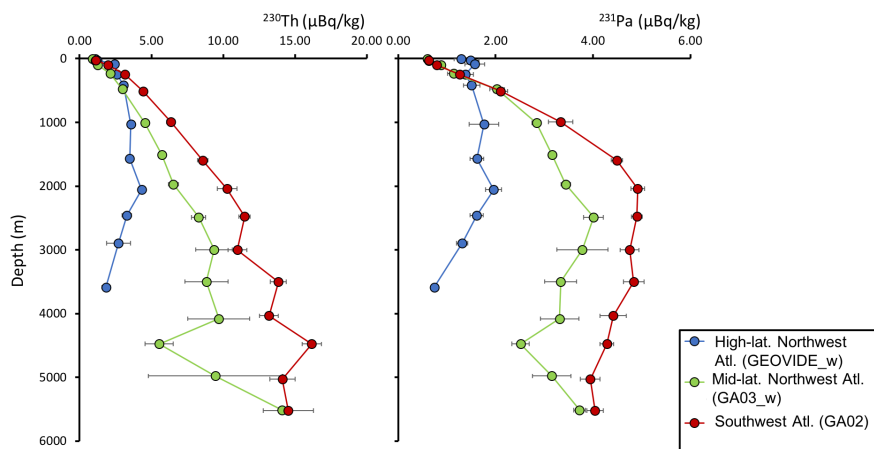 ²³⁰Th (µBq/kg)
²³¹Pa (µBq/kg)
0.00 5.00 10.00 15.00 20.00
0.00 2.00 4.00 6.00
0
1000
2000
3000
4000
5000
6000
Depth (m)
High-lat. Northwest
Atl. (GEOVIDE_w)
Mid-lat. Northwest Atl.
(GA03_w)
Southwest Atl. (GA02)